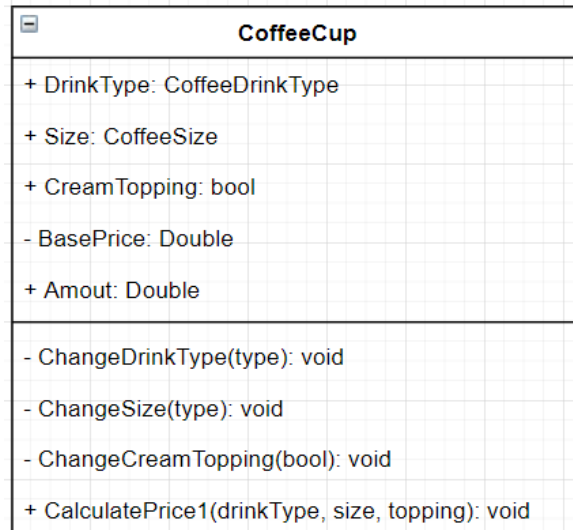 CoffeeCup
+ DrinkType: CoffeeDrinkType
+ Size: CoffeeSize
+ CreamTopping: bool
- BasePrice: Double
+ Amout: Double
- ChangeDrinkType(type): void
- ChangeSize(type): void
- ChangeCreamTopping(bool): void
+ CalculatePrice1(drinkType, size, topping): void